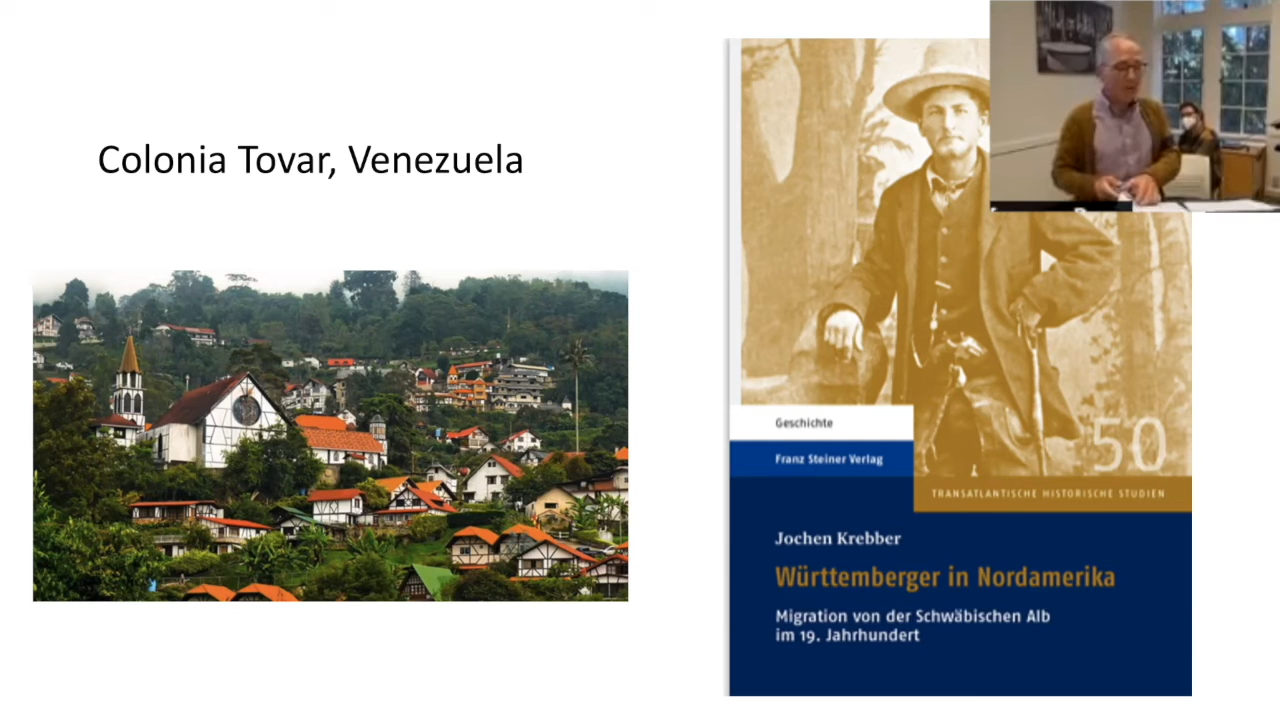 Colonia Tovar, Venezuela
50
Geschichte
Franz Steiner Verlag
TRANSATLANTISCHE HISTORISCHE STUDIEN
Jochen Krebber
Württemberger in Nordamerika
Migration von der Schwäbischen Alb
im 19. Jahrhundert